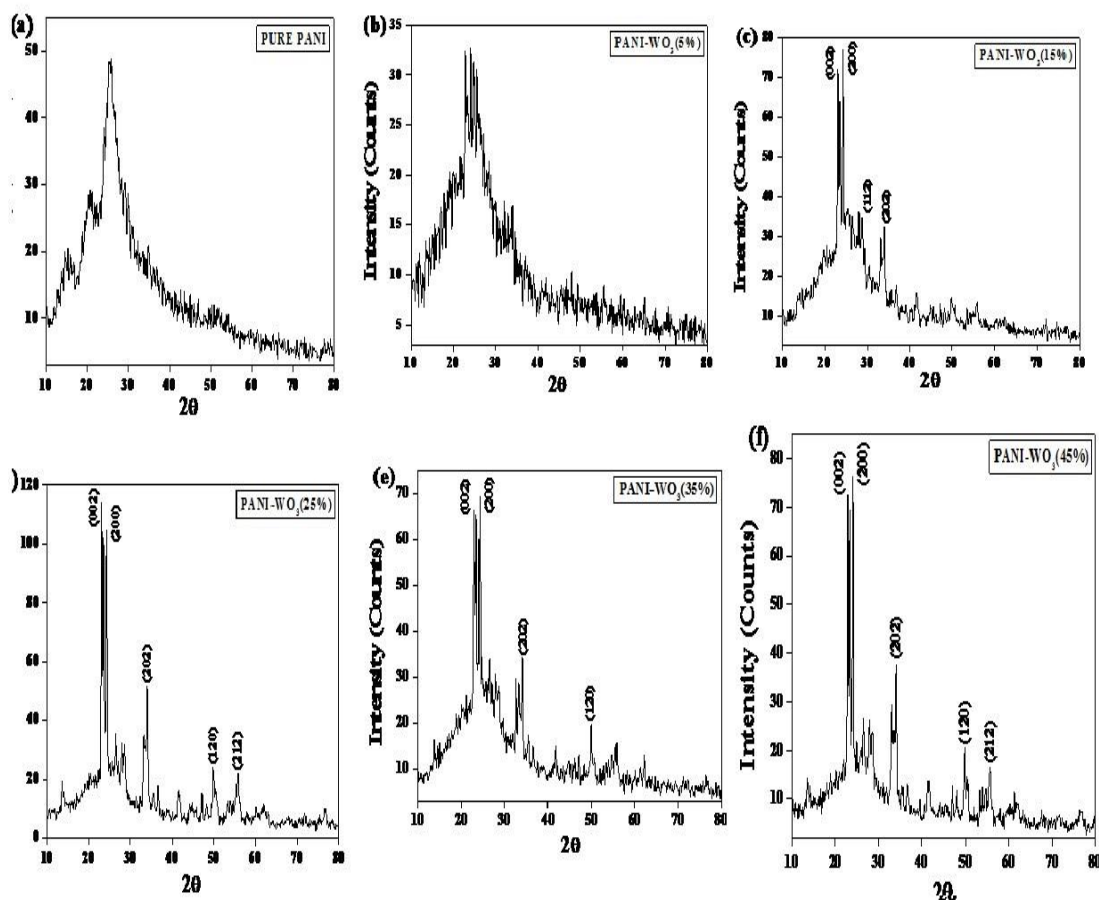 (a)
PURE PANI
50
40
30
20
10
10 20 30 40 50 60 70 80
2θ
(b)
PANI-WO3(5%)
Intensity (Counts)
35
30
25
20
15
10
5
10 20 30 40 50 60 70 80
2θ
(c)
PANI-WO3(15%)
(002)
(200)
(112)
(202)
Intensity (Counts)
80
70
60
50
40
30
20
10
10 20 30 40 50 60 70 80
2θ
)
PANI-WO3(25%)
(002)
(200)
(202)
(120)
(212)
120
100
80
60
40
20
0
10 20 30 40 50 60 70 80
2θ
(e)
PANI-WO3(35%)
(002)
(200)
(202)
(120)
Intensity (Counts)
70
60
50
40
30
20
10
10 20 30 40 50 60 70 80
2θ
(f)
PANI-WO3(45%)
(002)
(200)
(202)
(120)
(212)
Intensity (Counts)
80
70
60
50
40
30
20
10
10 20 30 40 50 60 70 80
2θ